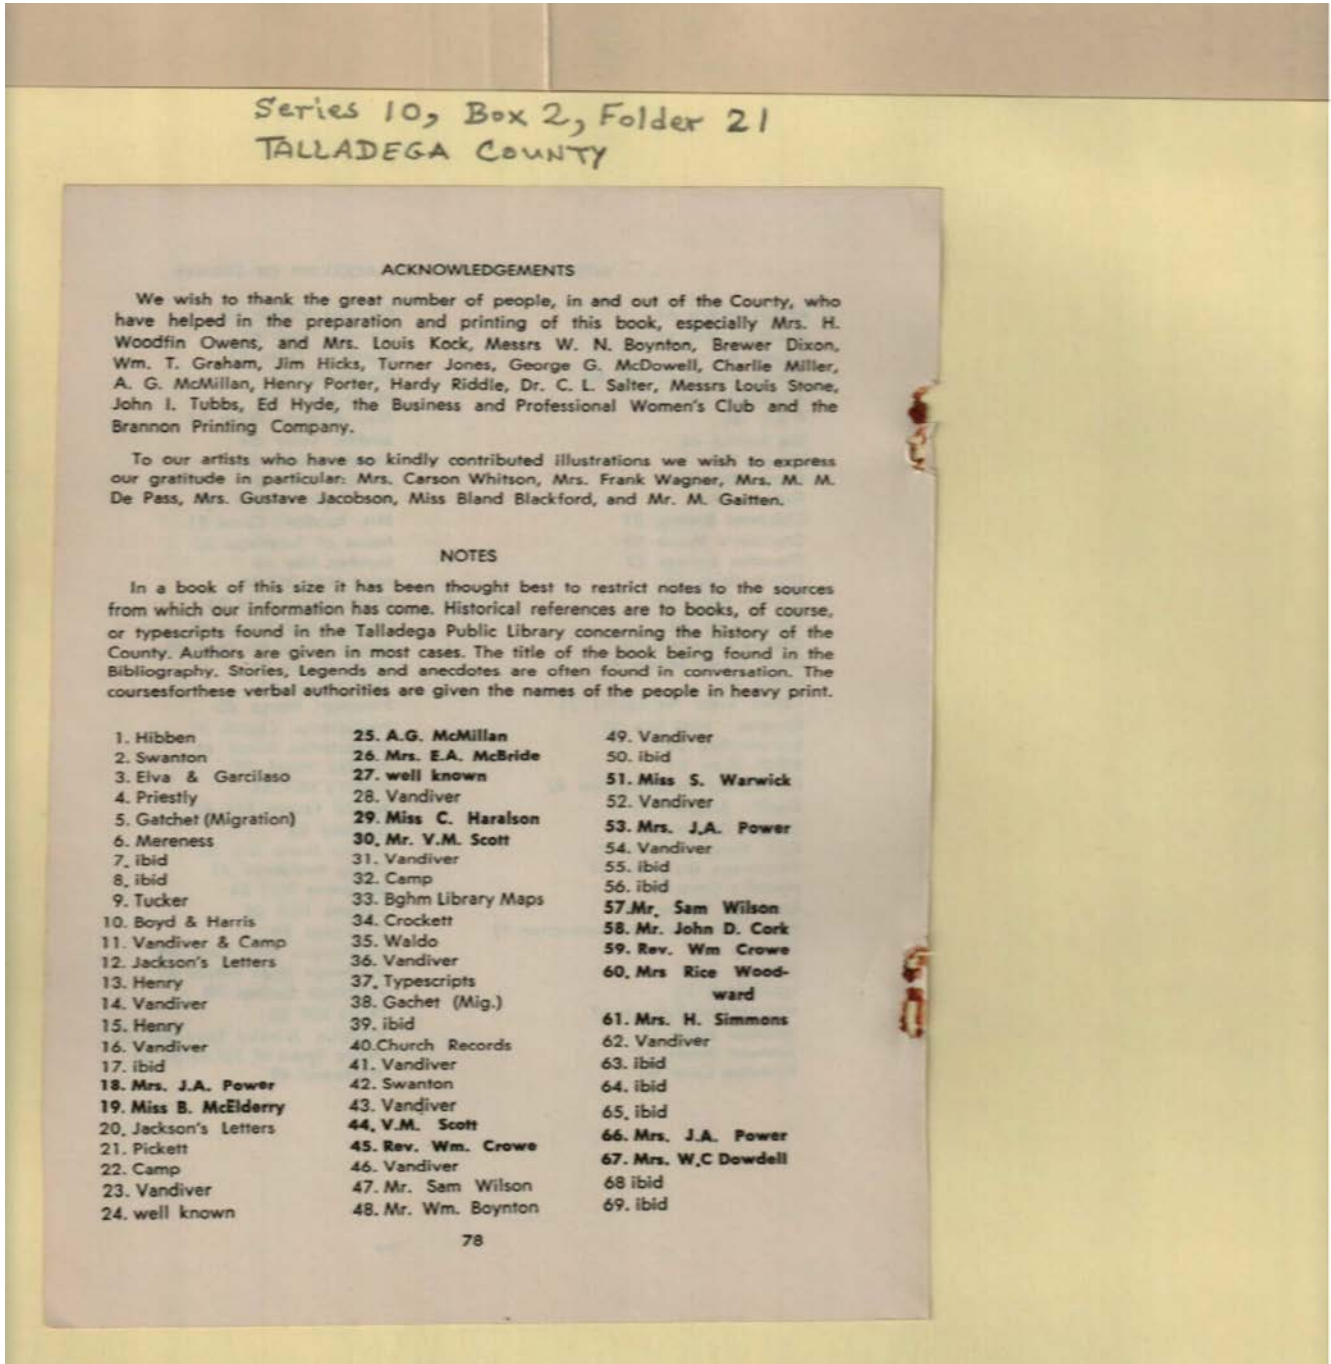 Series 10, Box 2, Folder 21
TALLADEGA COUNTY
ACKNOWLEDGEMENTS
We wish to thank the great number of people, in and out of the County, who
have helped in the preparation and printing of this book, especially Mrs. H.
Woodfin Owens, and Mrs. Louis Kock, Messrs W. N. Boynton, Brewer Dixon,
Wm. T. Graham, Jim Hicks, Turner Jones, George G. McDowell, Charlie Miller,
A. G. McMillan, Henry Porter, Hardy Riddle, Dr. C. L. Salter, Messrs Louis Stone,
John I. Tubbs, Ed Hyde, the Business and Professional Women's Club and the
Brannon Printing Company.
To our artists who have so kindly contributed illustrations we wish to express
our gratitude in particular: Mrs. Carson Whitson, Mrs. Frank Wagner, Mrs. M. M.
De Pass, Mrs. Gustave Jacobson, Miss Bland Blackford, and Mr. M. Gaitten.
NOTES
In a book of this size it has been thought best to restrict notes to the sources
from which our information has come. Historical references are to books, of course,
or typescripts found in the Talladega Public Library concerning the history of the
County. Authors are given in most cases. The title of the book being found in the
Bibliography. Stories, Legends and anecdotes are often found in conversation. The
coursesforthese verbal authorities are given the names of the people in heavy print.
1. Hibben
2. Swanton
3. Elva & Garcilaso
4. Priestly
5. Gatchet (Migration)
6. Mereness
7. ibid
8. ibid
9. Tucker
10. Boyd & Harris
11. Vandiver & Camp
12. Jackson's Letters
13. Henry
14. Vandiver
15. Henry
16. Vandiver
17. ibid
18. Mrs. J.A. Power
19. Miss B. McElderry
20. Jackson's Letters
21. Pickett
22. Camp
23. Vandiver
24. well known
25. A.G. McMillan
26. Mrs. E.A. McBride
27. well known
28. Vandiver
29. Miss C. Haralson
30. Mr. V.M. Scott
31. Vandiver
32. Camp
33. Bghm Library Maps
34. Crockett
35. Waldo
36. Vandiver
37. Typescripts
38. Gachet (Mig.)
39. ibid
40.Church Records
41. Vandiver
42. Swanton
43. Vandiver
44. V.M. Scott
45. Rev. Wm. Crowe
46. Vandiver
47. Mr. Sam Wilson
48. Mr. Wm. Boynton
49. Vandiver
50. ibid
51. Miss S. Warwick
52. Vandiver
53. Mrs. J.A. Power
54. Vandiver
55. ibid
56. ibid
57.Mr. Sam Wilson
58. Mr. John D. Cork
59. Rev. Wm Crowe
60. Mrs Rice Wood-
ward
61. Mrs. H. Simmons
62. Vandiver
63. ibid
64. ibid
65. ibid
66. Mrs. J.A. Power
67. Mrs. W.C Dowdell
68 ibid
69. ibid
78